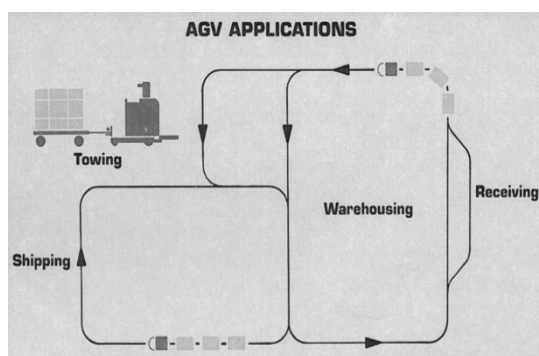 AGV APPLICATIONS
Towing
Warehousing
Receiving
Shipping